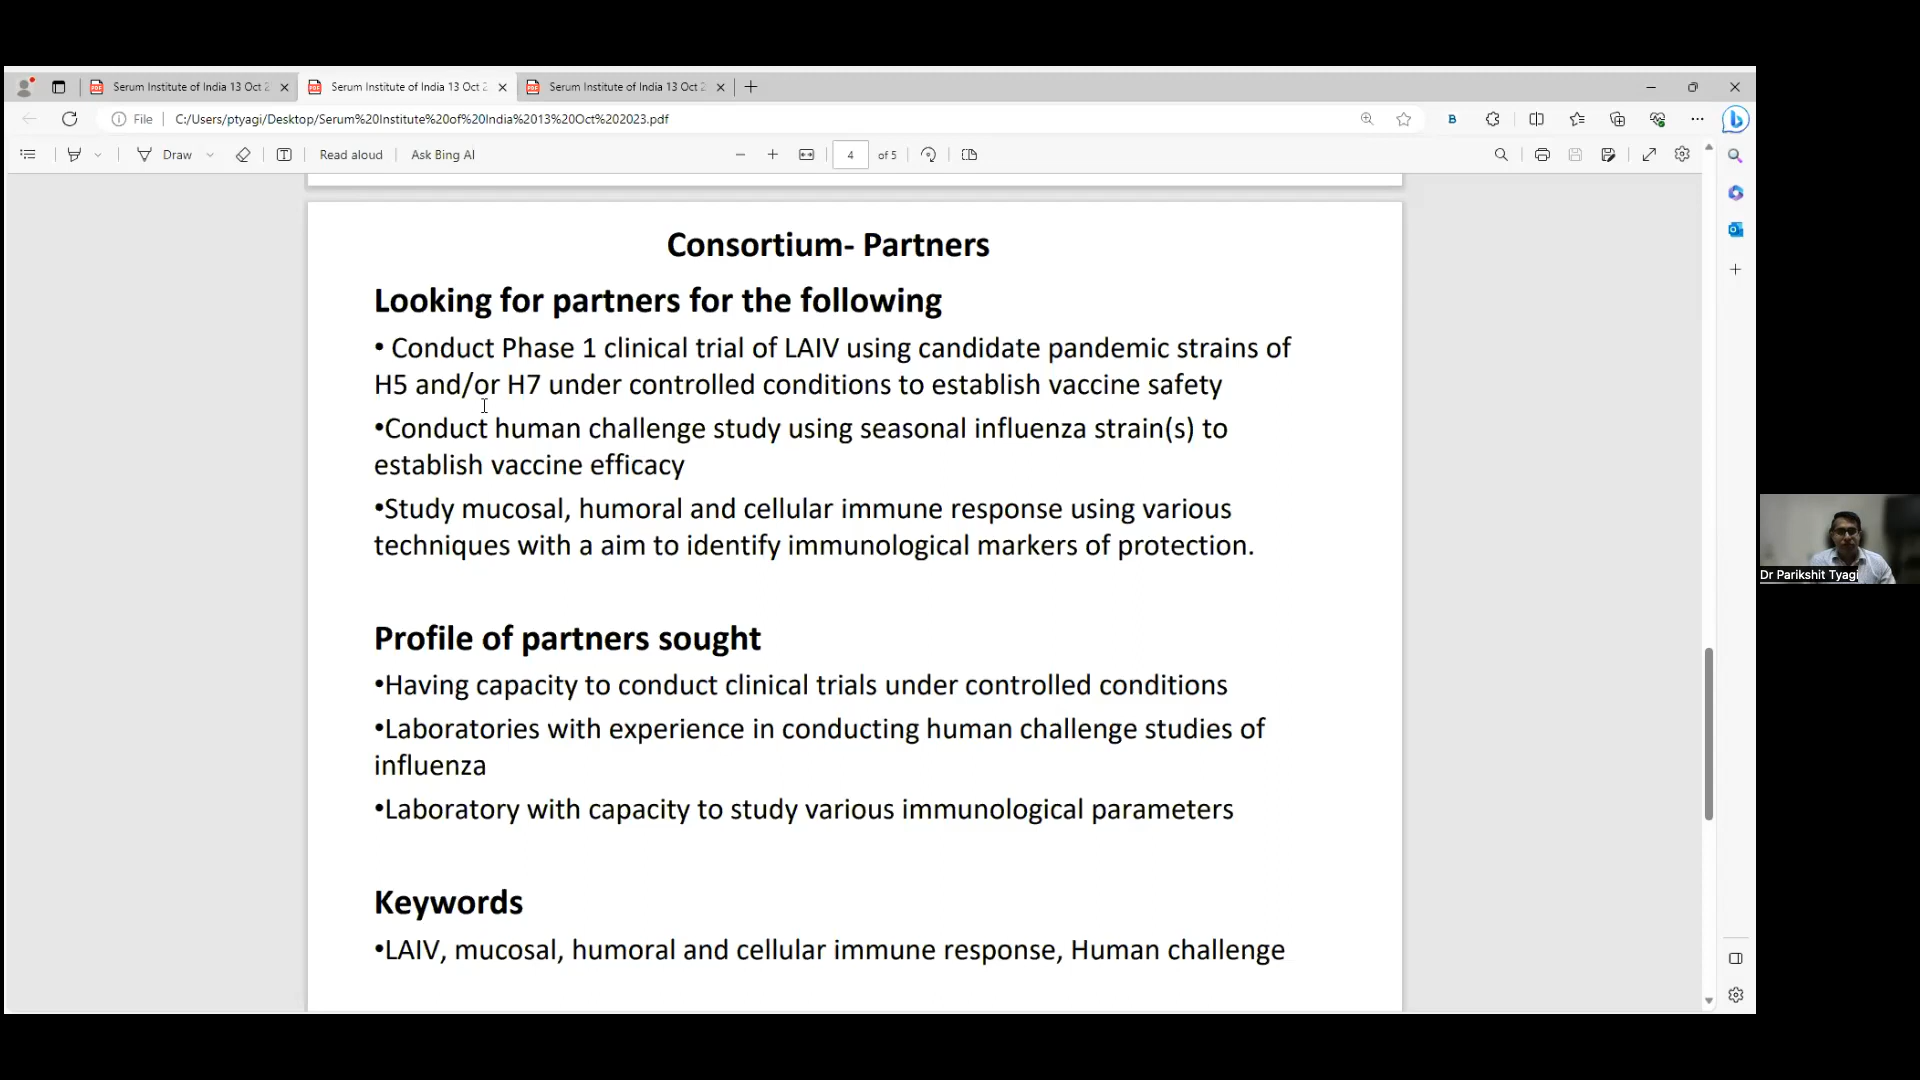 Serum Institute of India 13 Oct 2
Serum Institute of India 13 Oct 2
Serum Institute of India 13 Oct 2
File
C:/Users/ptyagi/Desktop/Serum%20Institute%20of%20India%2013%20Oct%202023.pdf
B
Draw
Read aloud
Ask Bing AI
4
of 5
Consortium- Partners
Looking for partners for the following
• Conduct Phase 1 clinical trial of LAIV using candidate pandemic strains of
H5 and/or H7 under controlled conditions to establish vaccine safety
•Conduct human challenge study using seasonal influenza strain(s) to
establish vaccine efficacy
•Study mucosal, humoral and cellular immune response using various
techniques with a aim to identify immunological markers of protection.
Profile of partners sought
•Having capacity to conduct clinical trials under controlled conditions
•Laboratories with experience in conducting human challenge studies of
influenza
•Laboratory with capacity to study various immunological parameters
Keywords
•LAIV, mucosal, humoral and cellular immune response, Human challenge
Dr Parikshit Tyagi